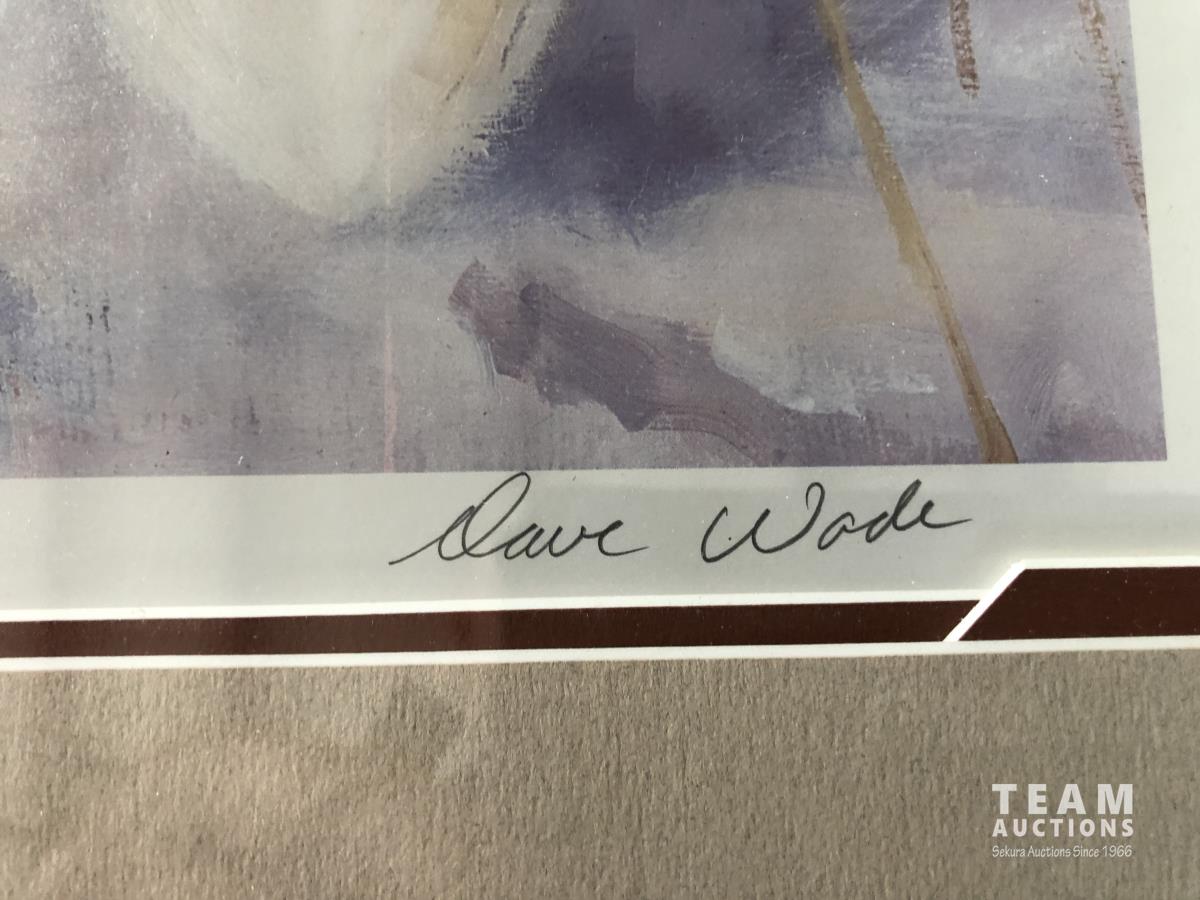 Dave Wade
TEAM
AUCTIONS
Sekura Auctions Since 1966